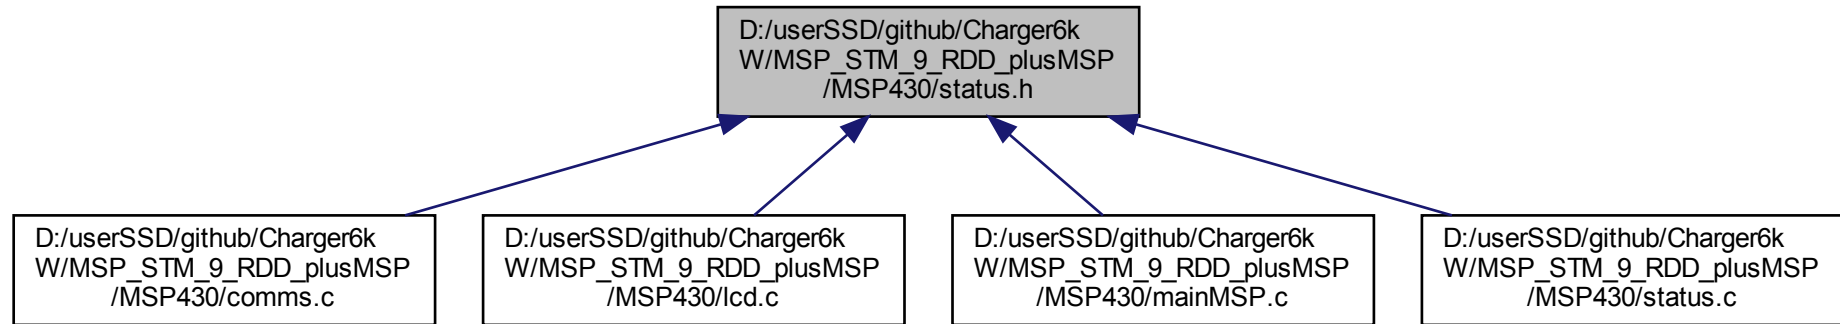 D:/userSSD/github/Charger6k
W/MSP_STM_9_RDD_plusMSP
/MSP430/status.h
D:/userSSD/github/Charger6k
W/MSP_STM_9_RDD_plusMSP
/MSP430/comms.c
D:/userSSD/github/Charger6k
W/MSP_STM_9_RDD_plusMSP
/MSP430/lcd.c
D:/userSSD/github/Charger6k
W/MSP_STM_9_RDD_plusMSP
/MSP430/mainMSP.c
D:/userSSD/github/Charger6k
W/MSP_STM_9_RDD_plusMSP
/MSP430/status.c